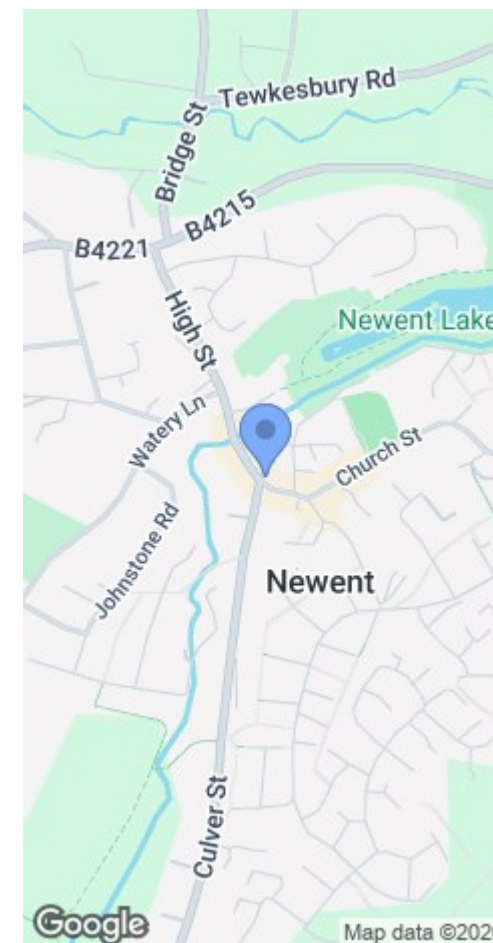 Tewkesbury Rd
Bridge St
B4215
B4221
High St
Newent Lake
Watery Ln
Church St
Johnstone Rd
Newent
Culver St
Google
Map data ©202